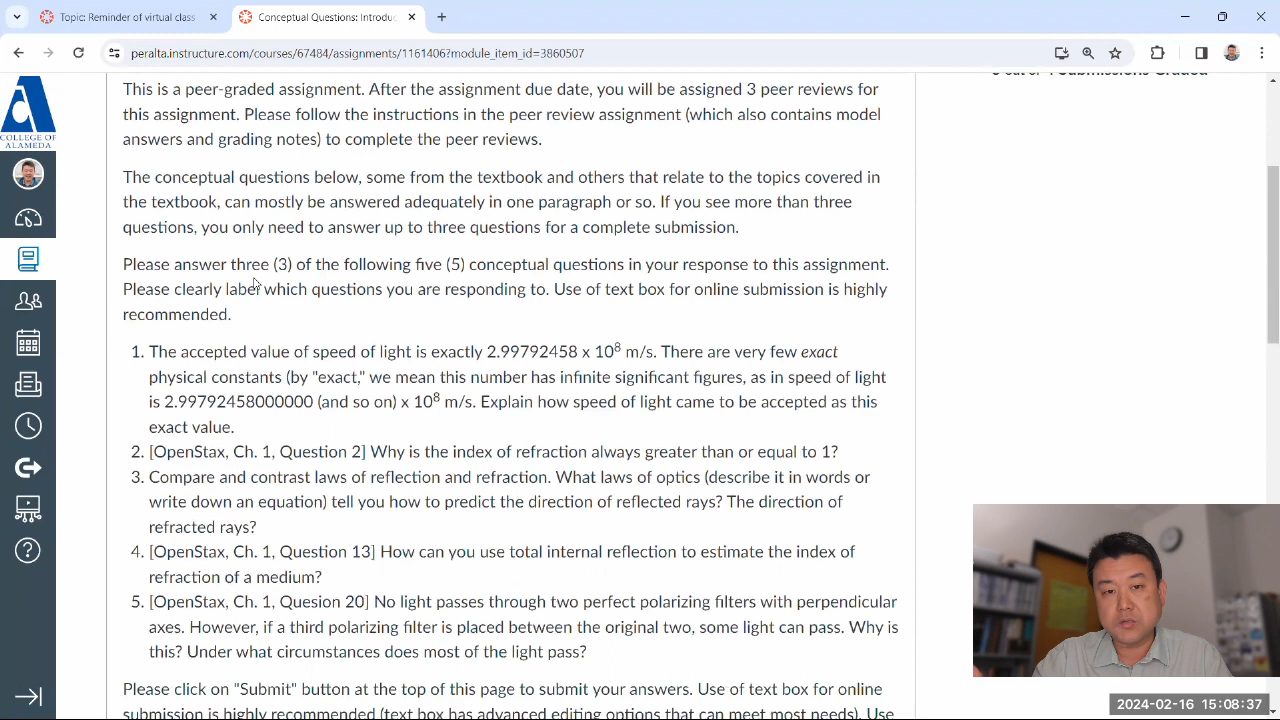 Topic: Reminder of virtual class
Conceptual Questions: Introduc
peralta.instructure.com/courses/67484/assignments/1161406?module_item_id=3860507
COLLEGE OF
ALAMEDA
This is a peer-graded assignment. After the assignment due date, you will be assigned 3 peer reviews for
this assignment. Please follow the instructions in the peer review assignment (which also contains model
answers and grading notes) to complete the peer reviews.
The conceptual questions below, some from the textbook and others that relate to the topics covered in
the textbook, can mostly be answered adequately in one paragraph or so. If you see more than three
questions, you only need to answer up to three questions for a complete submission.
Please answer three (3) of the following five (5) conceptual questions in your response to this assignment.
Please clearly label which questions you are responding to. Use of text box for online submission is highly
recommended.
1. The accepted value of speed of light is exactly 2.99792458 x 10⁸ m/s. There are very few exact
physical constants (by "exact," we mean this number has infinite significant figures, as in speed of light
is 2.99792458000000 (and so on) x 10⁸ m/s. Explain how speed of light came to be accepted as this
exact value.
2. [OpenStax, Ch. 1, Question 2] Why is the index of refraction always greater than or equal to 1?
3. Compare and contrast laws of reflection and refraction. What laws of optics (describe it in words or
write down an equation) tell you how to predict the direction of reflected rays? The direction of
refracted rays?
4. [OpenStax, Ch. 1, Question 13] How can you use total internal reflection to estimate the index of
refraction of a medium?
5. [OpenStax, Ch. 1, Quesion 20] No light passes through two perfect polarizing filters with perpendicular
axes. However, if a third polarizing filter is placed between the original two, some light can pass. Why is
this? Under what circumstances does most of the light pass?
Please click on "Submit" button at the top of this page to submit your answers. Use of text box for online
submission is highly recommended (text box has advanced editing options that can meet most needs). Use
2024-02-16 15:08:37